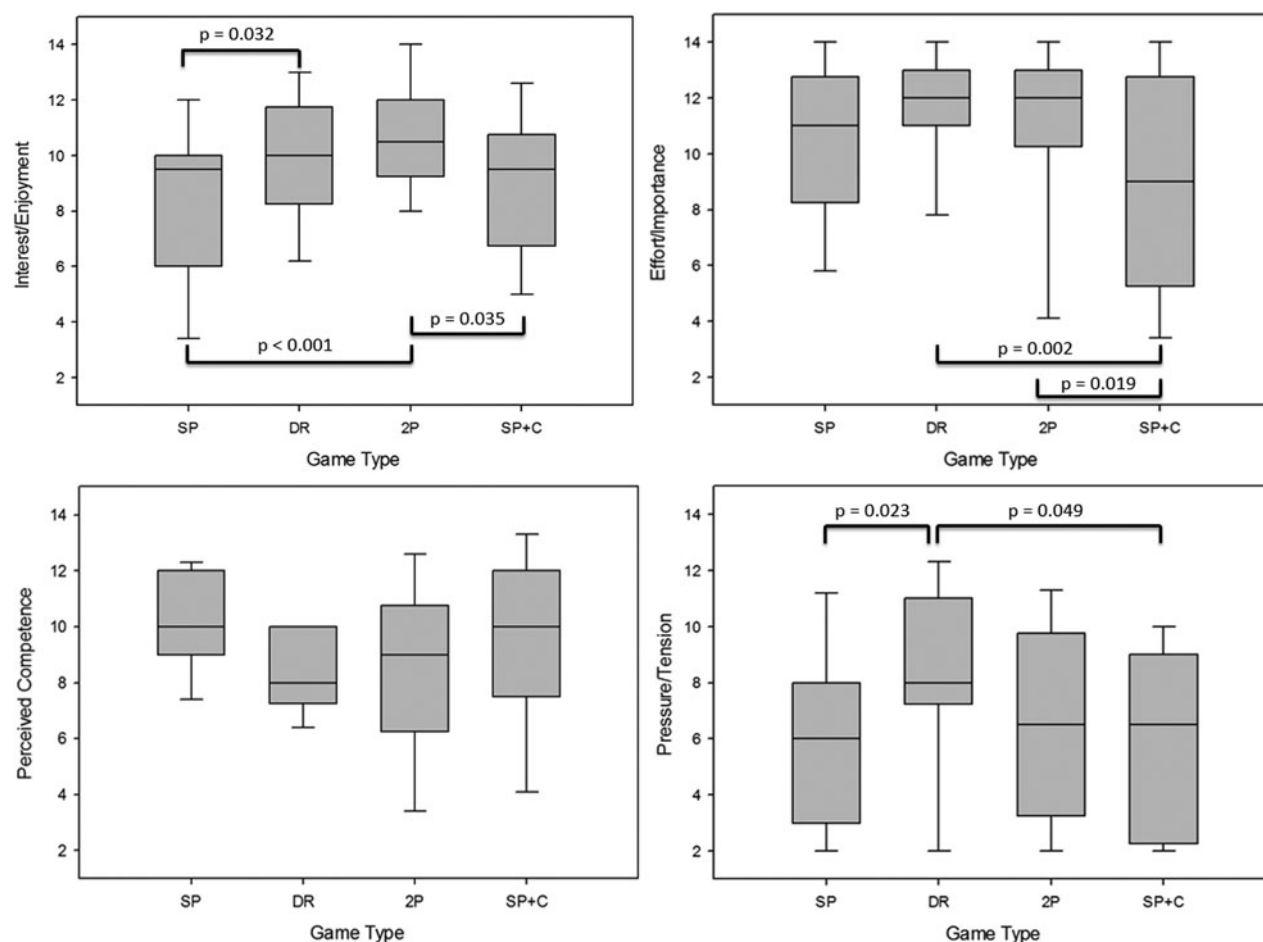 p = 0.032
14
12
10
8
6
4
2
Interest/Enjoyment
p = 0.035
p < 0.001
SP DR 2P SP+C
Game Type
14
12
10
8
6
4
2
Effort/Importance
p = 0.002
p = 0.019
SP DR 2P SP+C
Game Type
14
12
10
8
6
4
2
Perceived Competence
SP DR 2P SP+C
Game Type
p = 0.023 p = 0.049
14
12
10
8
6
4
2
Pressure/Tension
SP DR 2P SP+C
Game Type